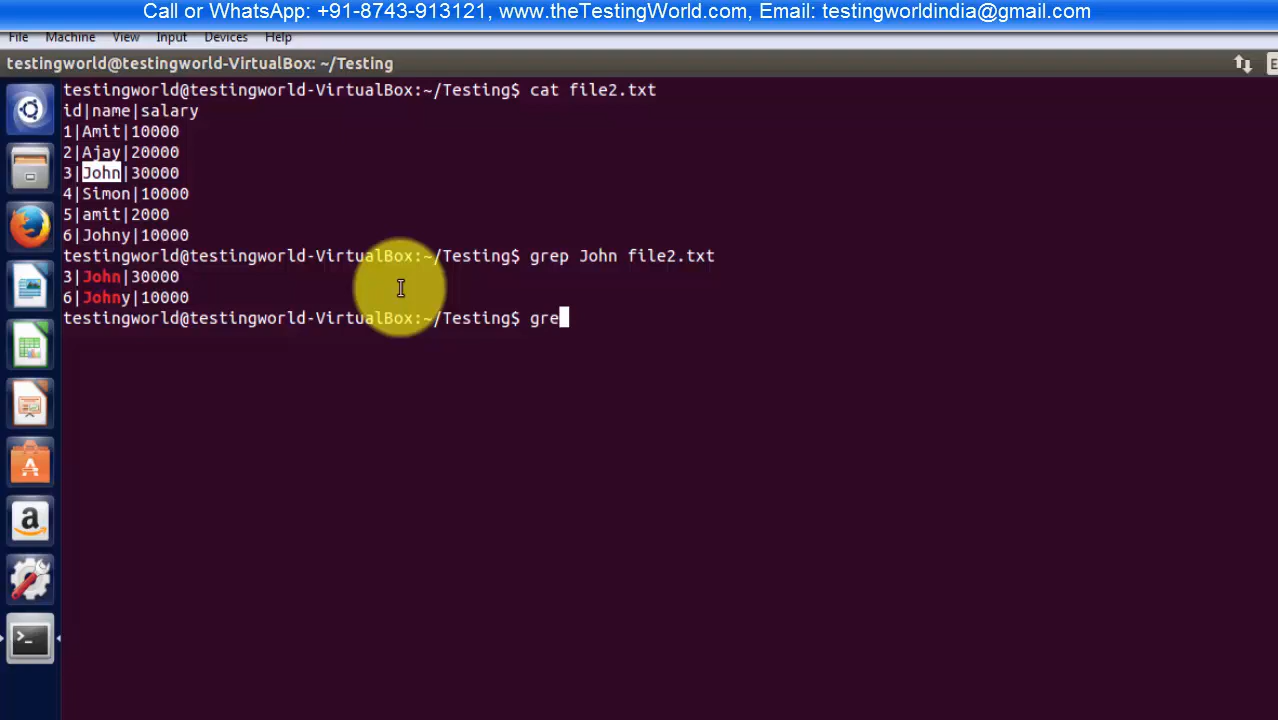 Call or WhatsApp: +91-8743-913121, www.theTestingWorld.com, Email: testingworldindia@gmail.com
File Machine View Input Devices Help
testingworld@testingworld-VirtualBox: ~/Testing
testingworld@testingworld-VirtualBox:~/Testing$ cat file2.txt
id|name|salary
1|Amit|10000
2|Ajay|20000
3|John|30000
4|Simon|10000
5|amit|2000
6|Johny|10000
testingworld@testingworld-VirtualBox:~/Testing$ grep John file2.txt
3|John|30000
6|Johny|10000
testingworld@testingworld-VirtualBox:~/Testing$ gre